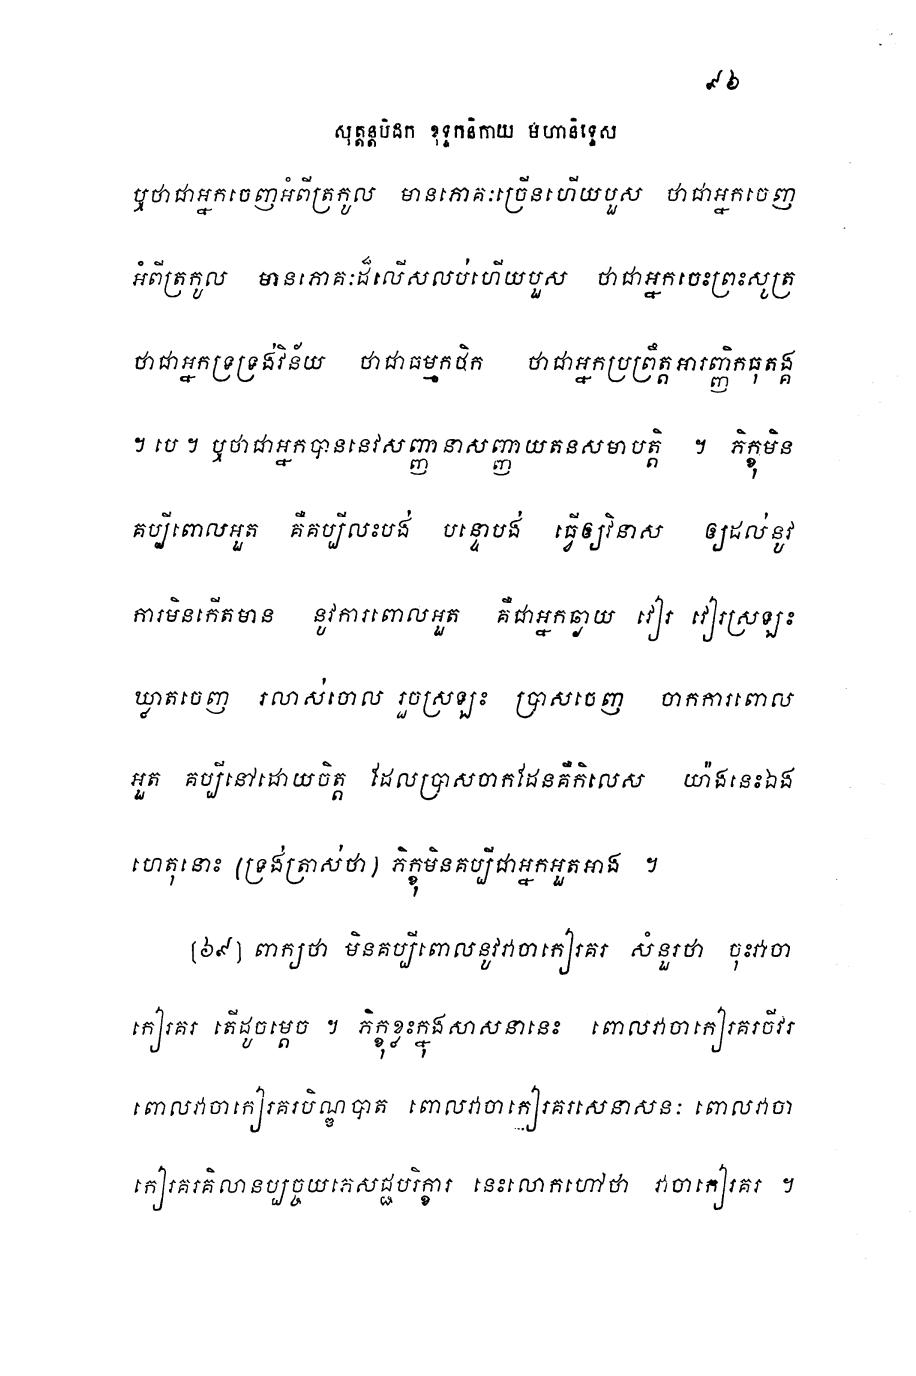 ៩៦
សុត្តន្តបិដក ខុទ្ទកនិកាយ មហានិទ្ទេស
ឬថាជាអ្នកចេញអំពីត្រកូល មានភោគៈច្រើនហើយបួស ថាជាអ្នកចេញ
អំពីត្រកូល មានភោគៈដ៏លើសលប់ហើយបួស ថាជាអ្នកចេះព្រះសូត្រ
ថាជាអ្នកទ្រទ្រង់វិន័យ ថាជាធម្មកថិក ថាជាអ្នកប្រព្រឹត្តអារញ្ញិកធុតង្គ
។ បេ ។ ឬថាជាអ្នកបាននេវសញ្ញានាសញ្ញាយតនសមាបត្តិ ។ ភិក្ខុមិន
គប្បីពោលអួត គឺគប្បីលះបង់ បន្ទោបង់ ធ្វើឲ្យវិនាស ឲ្យដល់នូវ
ការមិនកើតមាន នូវការពោលអួត គឺជាអ្នកឆ្ងាយ វៀរ វៀរស្រឡះ
ឃ្លាតចេញ រលាស់ចោល រួចស្រឡះ ប្រាសចេញ ចាកការពោល
អួត គប្បីនៅដោយចិត្ត ដែលប្រាសចាកដែនគឺកិលេស យ៉ាងនេះឯង
ហេតុនោះ (ទ្រង់ត្រាស់ថា) ភិក្ខុមិនគប្បីជាអ្នកអួតអាង ។
(៦៩) ពាក្យថា មិនគប្បីពោលនូវវាចាកៀរគរ សំនួរថា ចុះវាចា
កៀរគរ តើដូចម្តេច ។ ភិក្ខុខ្លះក្នុងសាសនានេះ ពោលវាចាកៀរគរចីវរ
ពោលវាចាកៀរគរបិណ្ឌបាត ពោលវាចាកៀរគរសេនាសនៈ ពោលវាចា
កៀរគរគិលានប្បច្ចយភេសដ្ជបរិក្ខារ នេះលោកហៅថា វាចាកៀរគរ ។